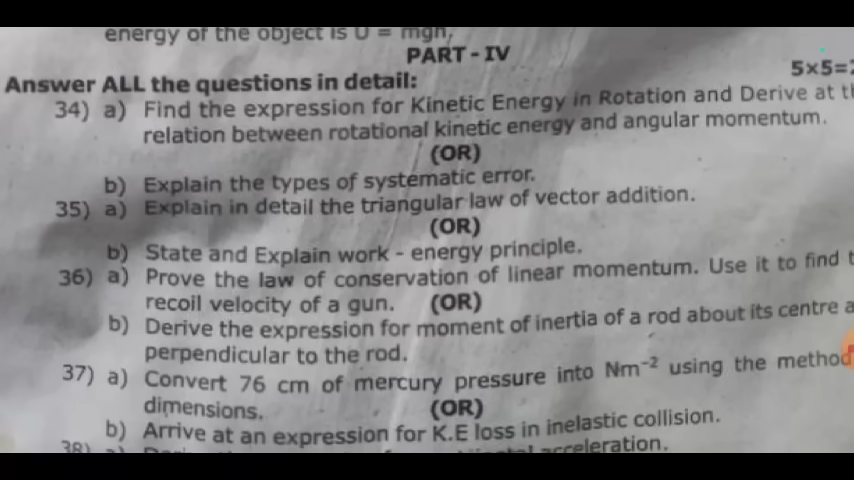 energy of the object is U = mgh,
PART - IV
5×5=
Answer ALL the questions in detail:
34) a) Find the expression for Kinetic Energy in Rotation and Derive at
relation between rotational kinetic energy and angular momentum.
(OR)
b) Explain the types of systematic error.
35) a) Explain in detail the triangular law of vector addition.
(OR)
b) State and Explain work - energy principle.
36) a) Prove the law of conservation of linear momentum. Use it to find
recoil velocity of a gun. (OR)
b) Derive the expression for moment of inertia of a rod about its centre
perpendicular to the rod.
37) a) Convert 76 cm of mercury pressure into Nm⁻² using the method
dimensions. (OR)
b) Arrive at an expression for K.E loss in inelastic collision.
38) acceleration.